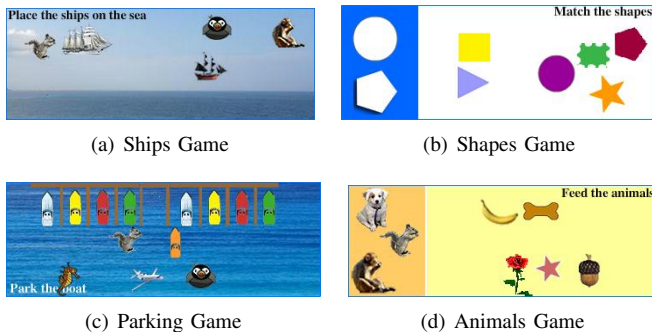 Place the ships on the sea
Match the shapes
(a) Ships Game
(b) Shapes Game
Park the boat
Feed the animals
(c) Parking Game
(d) Animals Game